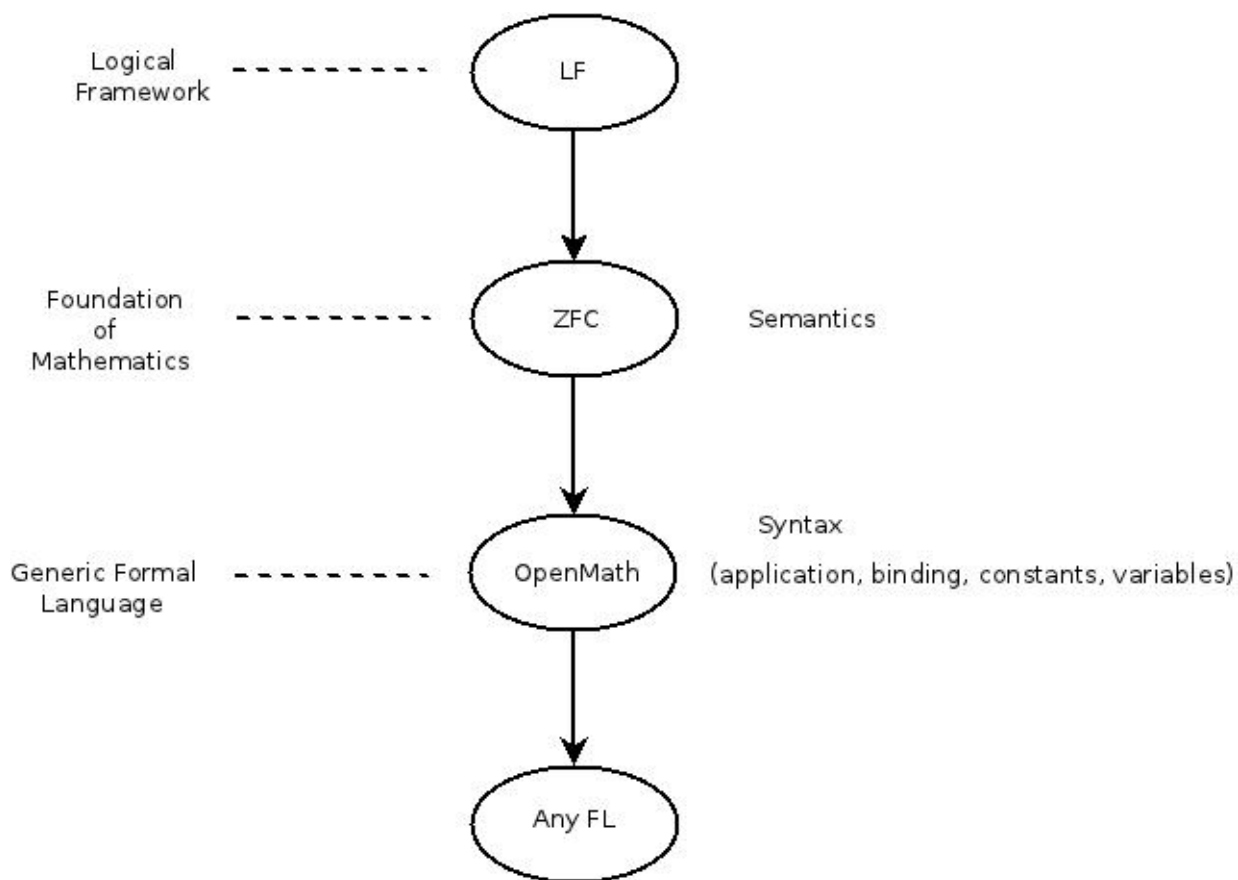 Logical
Framework
LF
Foundation
of
Mathematics
ZFC
Semantics
Syntax
Generic Formal
Language
OpenMath
(application, binding, constants, variables)
Any FL